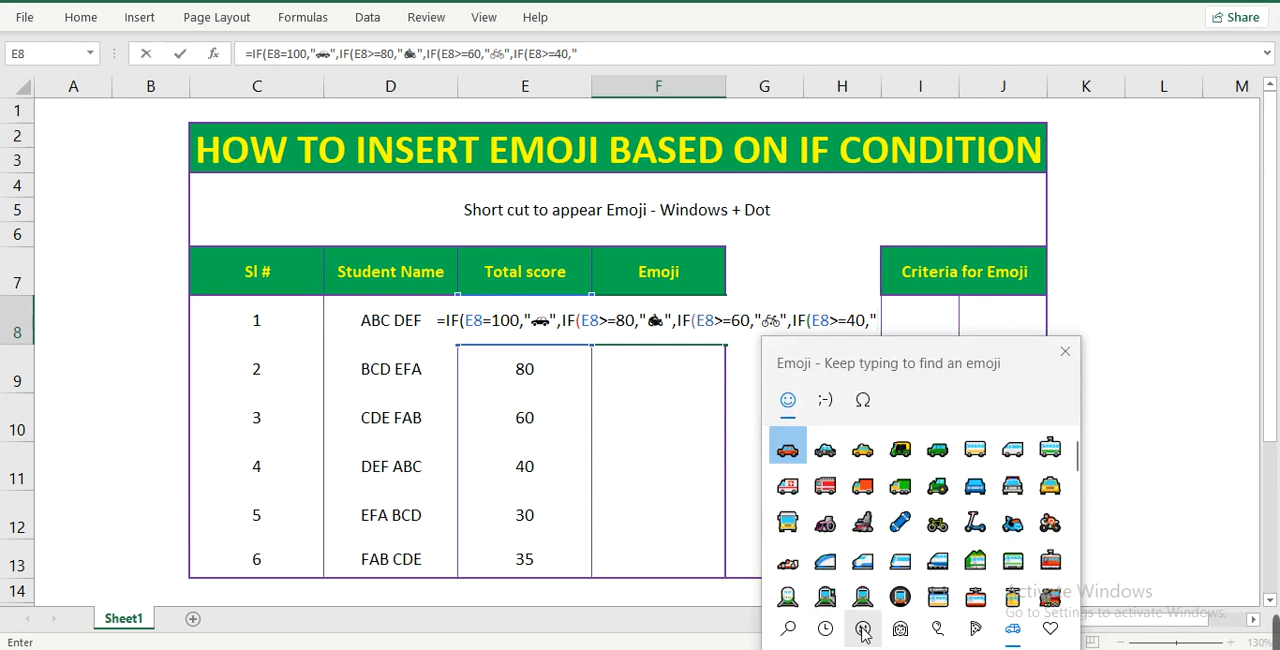 File Home Insert Page Layout Formulas Data Review View Help Share
E8 fx =IF(E8=100,"🚗",IF(E8>=80,"🏍",IF(E8>=60,"🚲",IF(E8>=40,"
A B C D E F G H I J K L M
1
2 HOW TO INSERT EMOJI BASED ON IF CONDITION
3
4
5 Short cut to appear Emoji - Windows + Dot
6
7 Sl # Student Name Total score Emoji Criteria for Emoji
8 1 ABC DEF =IF(E8=100,"🚗",IF(E8>=80,"🏍",IF(E8>=60,"🚲",IF(E8>=40,"
9 2 BCD EFA 80
Emoji - Keep typing to find an emoji
;-) Ω
10 3 CDE FAB 60
11 4 DEF ABC 40
12 5 EFA BCD 30
13 6 FAB CDE 35
14
Activate Windows
Go to Settings to activate Windows.
Sheet1
Enter 130%